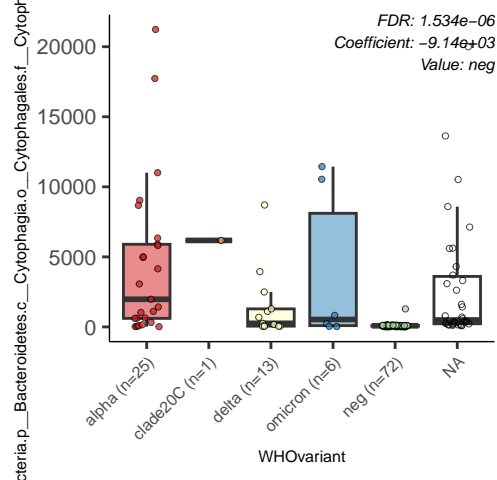 FDR: 1.534e−06
Coefficient: −9.14e+03
Value: neg
cteria.p__Bacteroidetes.c__Cytophagia.o__Cytophagales.f__Cytoph
20000
15000
10000
5000
0
alpha (n=25)
clade20C (n=1)
delta (n=13)
omicron (n=6)
neg (n=72)
NA
WHOvariant